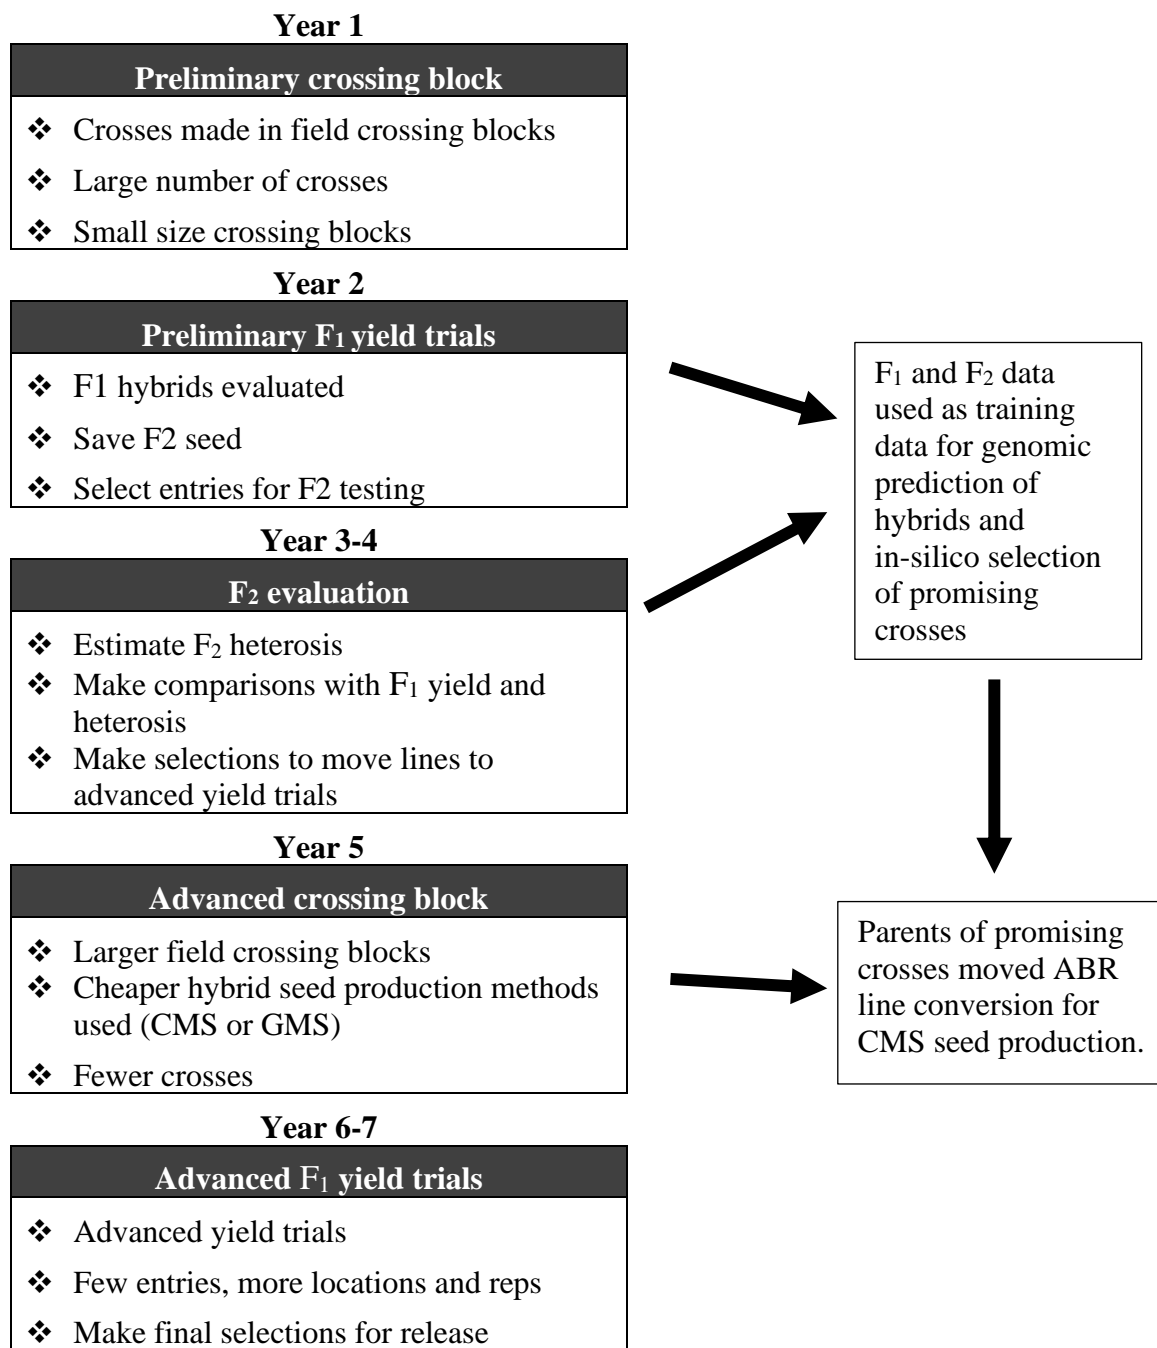 Year 1
Preliminary crossing block
❖ Crosses made in field crossing blocks
❖ Large number of crosses
❖ Small size crossing blocks
Year 2
Preliminary F₁ yield trials
❖ F1 hybrids evaluated
❖ Save F2 seed
❖ Select entries for F2 testing
Year 3-4
F₂ evaluation
❖ Estimate F₂ heterosis
❖ Make comparisons with F₁ yield and
heterosis
❖ Make selections to move lines to
advanced yield trials
Year 5
Advanced crossing block
❖ Larger field crossing blocks
❖ Cheaper hybrid seed production methods
used (CMS or GMS)
❖ Fewer crosses
Year 6-7
Advanced F₁ yield trials
❖ Advanced yield trials
❖ Few entries, more locations and reps
❖ Make final selections for release
F₁ and F₂ data
used as training
data for genomic
prediction of
hybrids and
in-silico selection
of promising
crosses
Parents of promising
crosses moved ABR
line conversion for
CMS seed production.